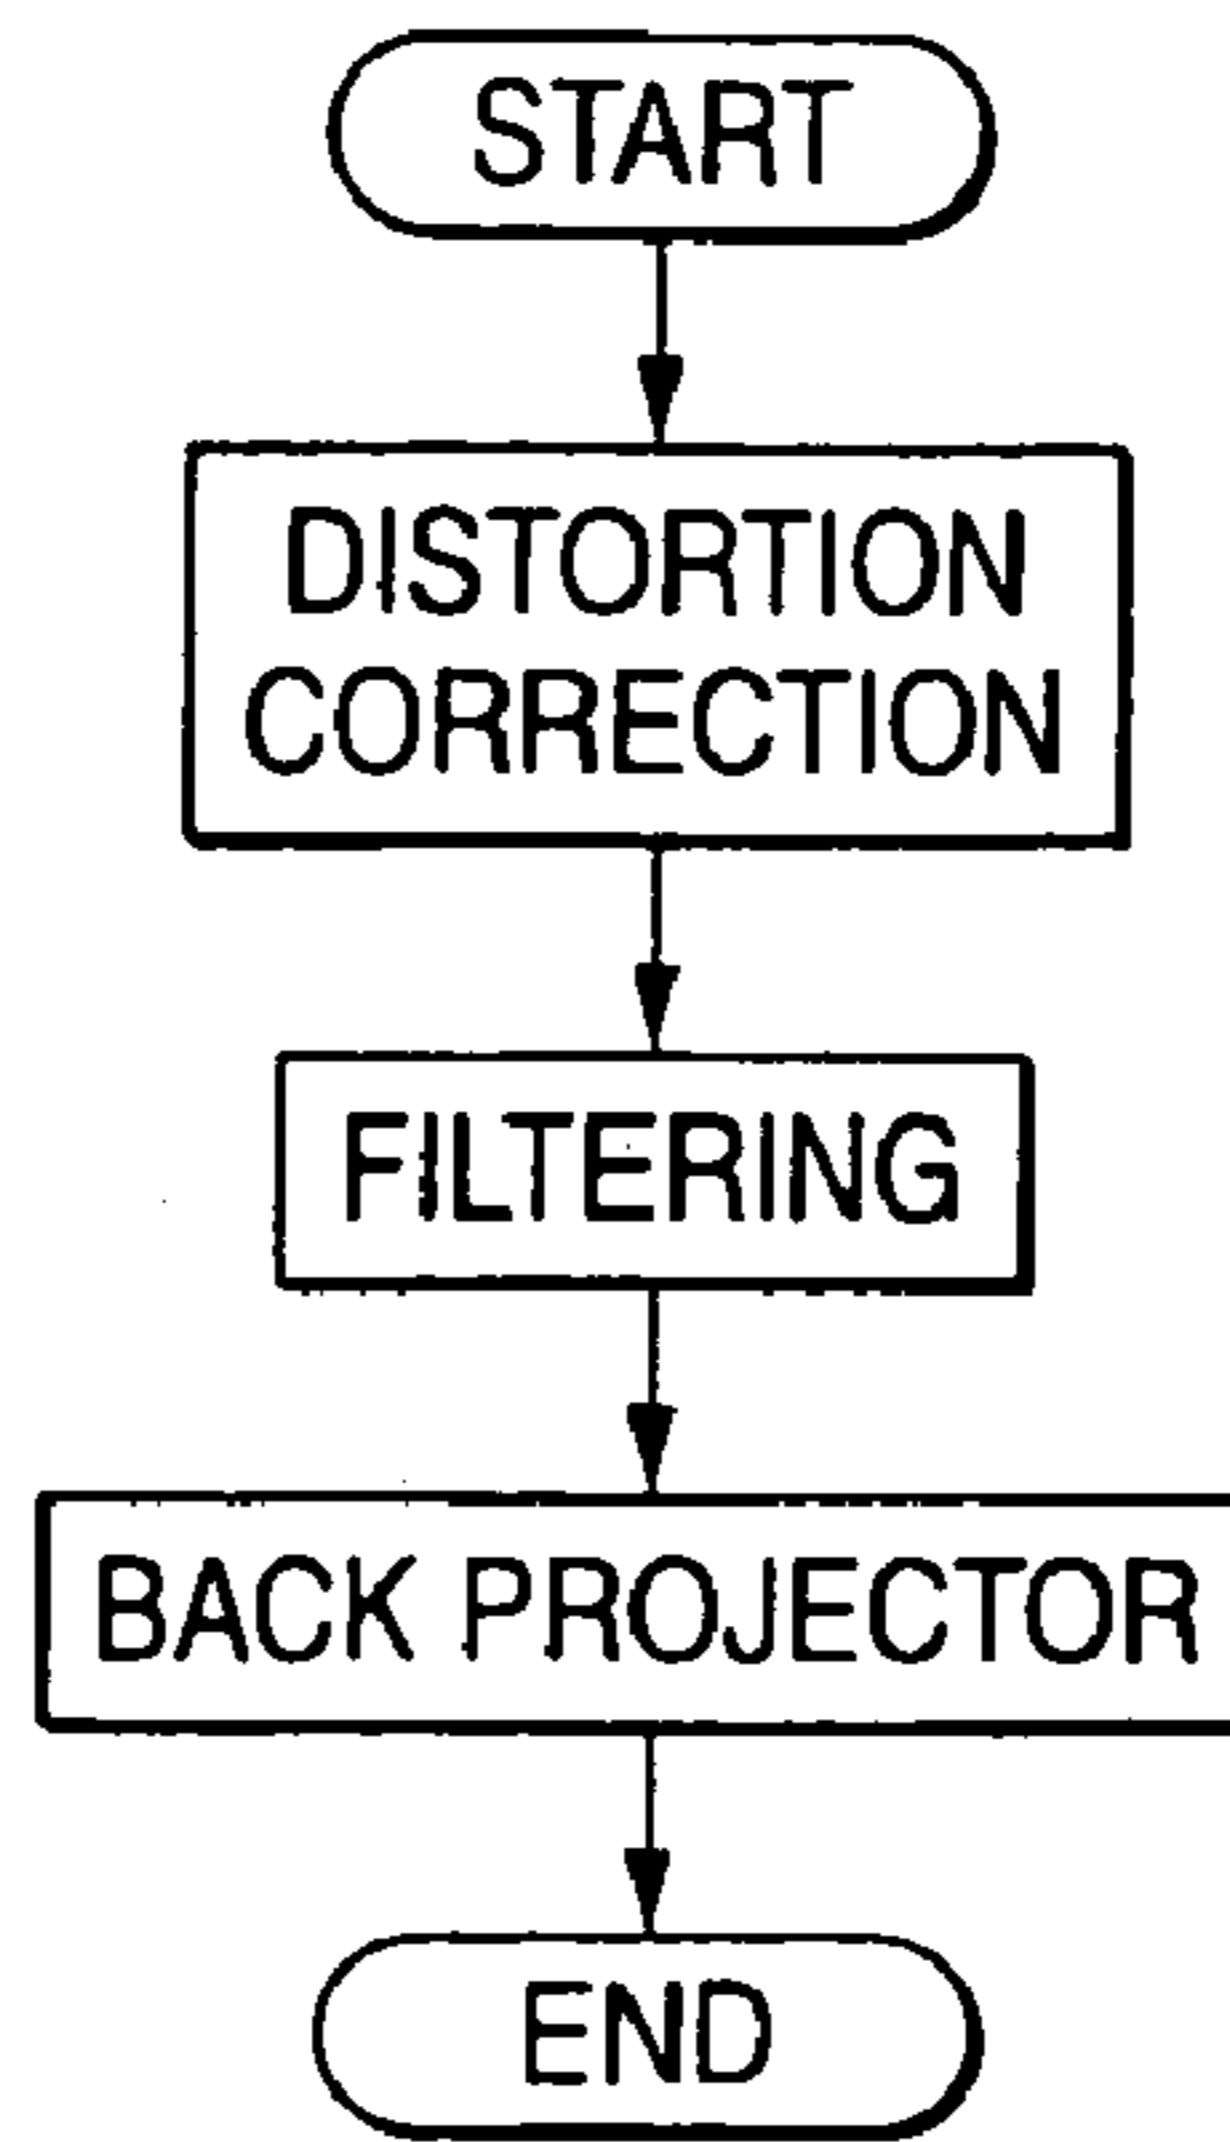 START
DISTORTION
CORRECTION
FILTERING
BACK PROJECTOR
END